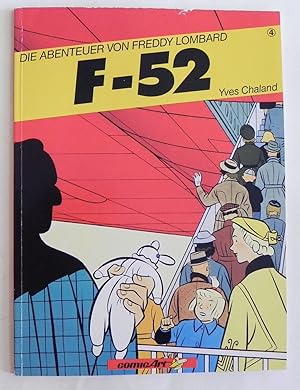 DIE ABENTEUER VON FREDDY LOMBARD
4
F-52
Yves Chaland
comicArt